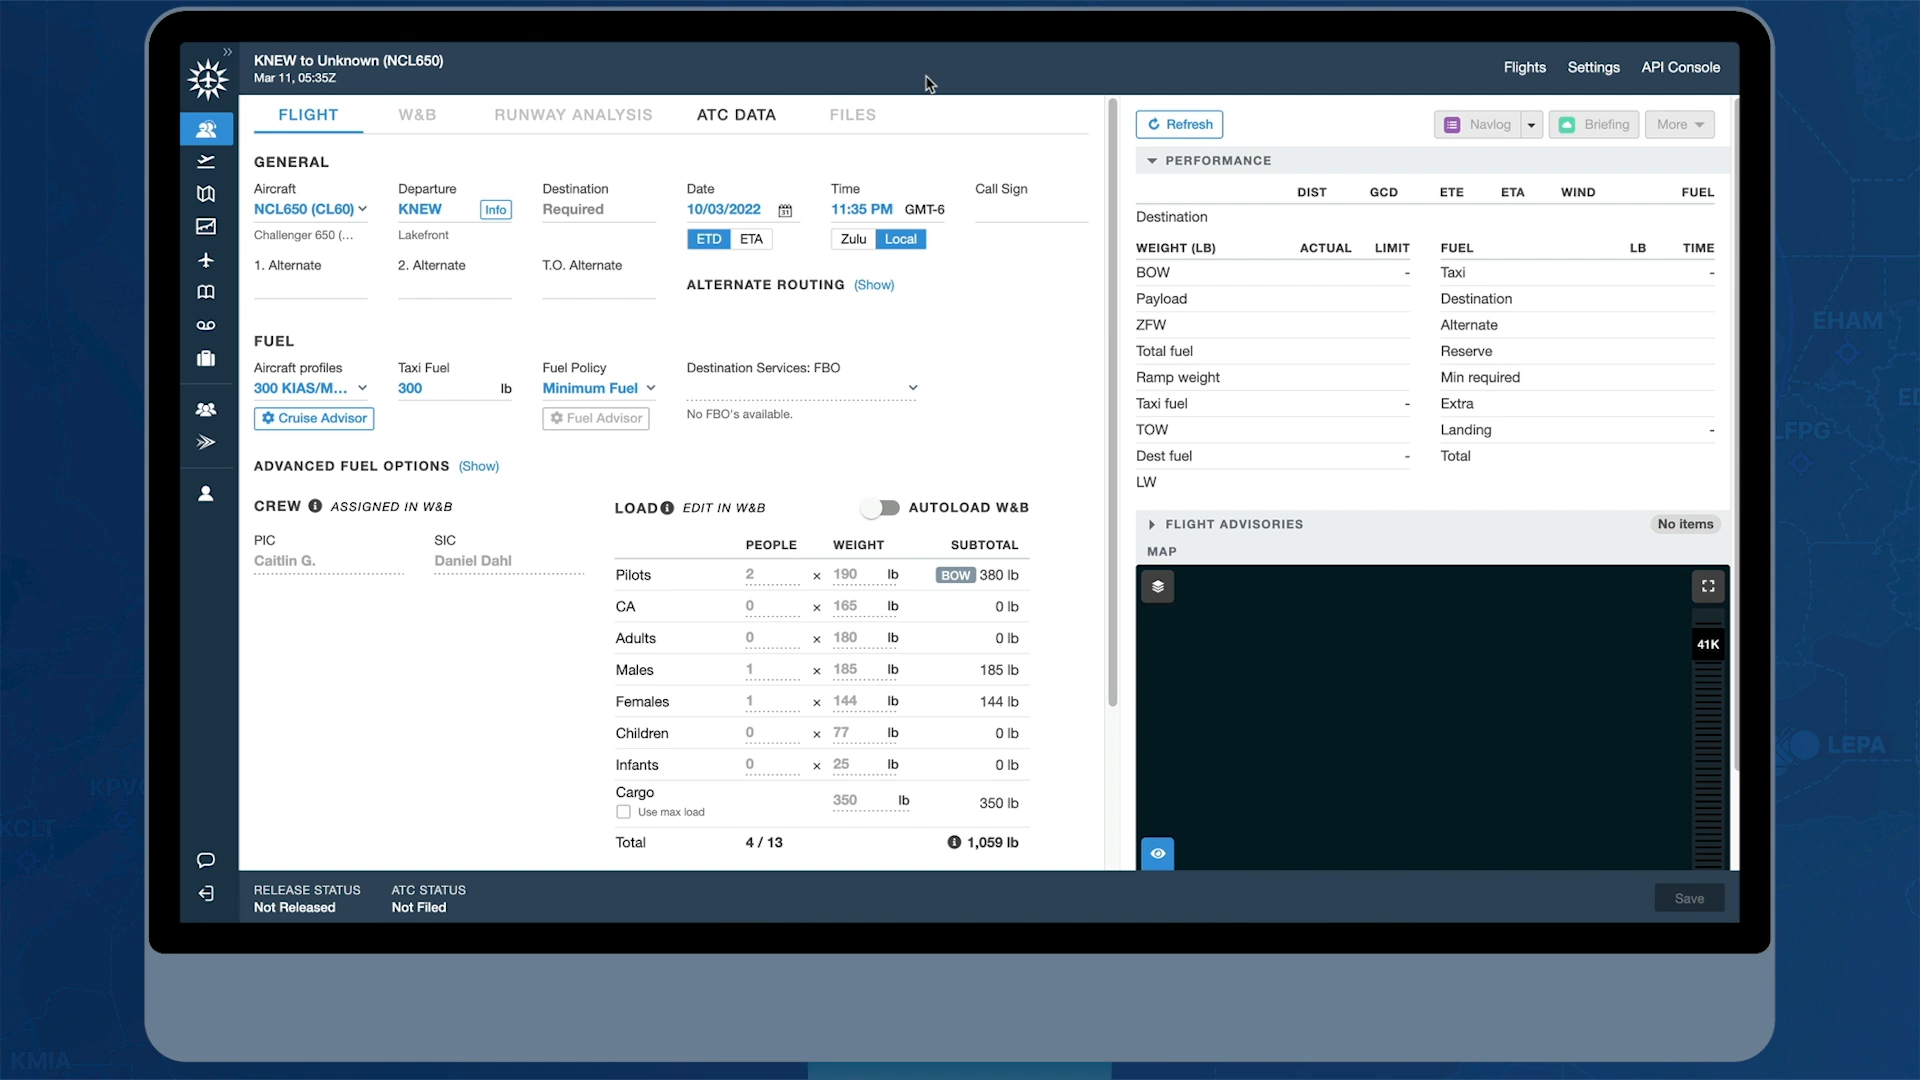 KNEW to Unknown (NCL650)
Mar 11, 05:35Z
Flights Settings API Console
FLIGHT W&B RUNWAY ANALYSIS ATC DATA FILES
GENERAL
Aircraft Departure Destination Date Time Call Sign
NCL650 (CL60) KNEW Info Required 10/03/2022 11:35 PM GMT-6
Challenger 650 (... Lakefront ETD ETA Zulu Local
1. Alternate 2. Alternate T.O. Alternate
ALTERNATE ROUTING (Show)
FUEL
Aircraft profiles Taxi Fuel Fuel Policy Destination Services: FBO
300 KIAS/M... 300 lb Minimum Fuel
Cruise Advisor Fuel Advisor No FBO's available.
ADVANCED FUEL OPTIONS (Show)
CREW ASSIGNED IN W&B
PIC SIC
Caitlin G. Daniel Dahl
LOAD EDIT IN W&B AUTOLOAD W&B
PEOPLE WEIGHT SUBTOTAL
Pilots 2 × 190 lb BOW 380 lb
CA 0 × 165 lb 0 lb
Adults 0 × 180 lb 0 lb
Males 1 × 185 lb 185 lb
Females 1 × 144 lb 144 lb
Children 0 × 77 lb 0 lb
Infants 0 × 25 lb 0 lb
Cargo 350 lb 350 lb
Use max load
Total 4 / 13 1,059 lb
Refresh Navlog Briefing More
PERFORMANCE
DIST GCD ETE ETA WIND FUEL
Destination
WEIGHT (LB) ACTUAL LIMIT FUEL LB TIME
BOW - Taxi -
Payload Destination
ZFW Alternate
Total fuel Reserve
Ramp weight Min required
Taxi fuel - Extra
TOW Landing -
Dest fuel - Total
LW
FLIGHT ADVISORIES No items
MAP
41K
RELEASE STATUS ATC STATUS
Not Released Not Filed
Save
EHAM
LFPG
LEPA
KCLT
KMIA